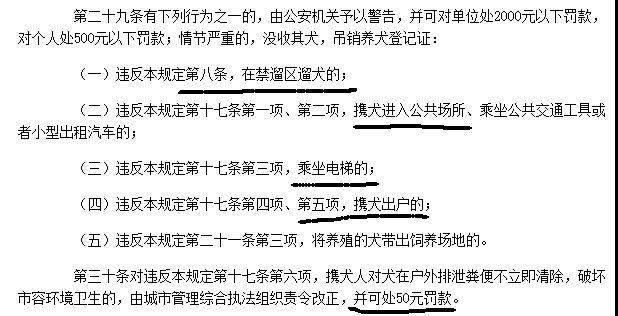 第二十九条有下列行为之一的，由公安机关予以警告，并可对单位处2000元以下罚款，
对个人处500元以下罚款；情节严重的，没收其犬，吊销养犬登记证：
（一）违反本规定第八条，在禁遛区遛犬的；
（二）违反本规定第十七条第一项、第二项，携犬进入公共场所、乘坐公共交通工具或
者小型出租汽车的；
（三）违反本规定第十七条第三项，乘坐电梯的；
（四）违反本规定第十七条第四项、第五项，携犬出户的；
（五）违反本规定第二十一条第三项，将养殖的犬带出饲养场地的。
第三十条对违反本规定第十七条第六项，携犬人对犬在户外排泄粪便不立即清除，破坏
市容环境卫生的，由城市管理综合执法组织责令改正，并可处50元罚款。